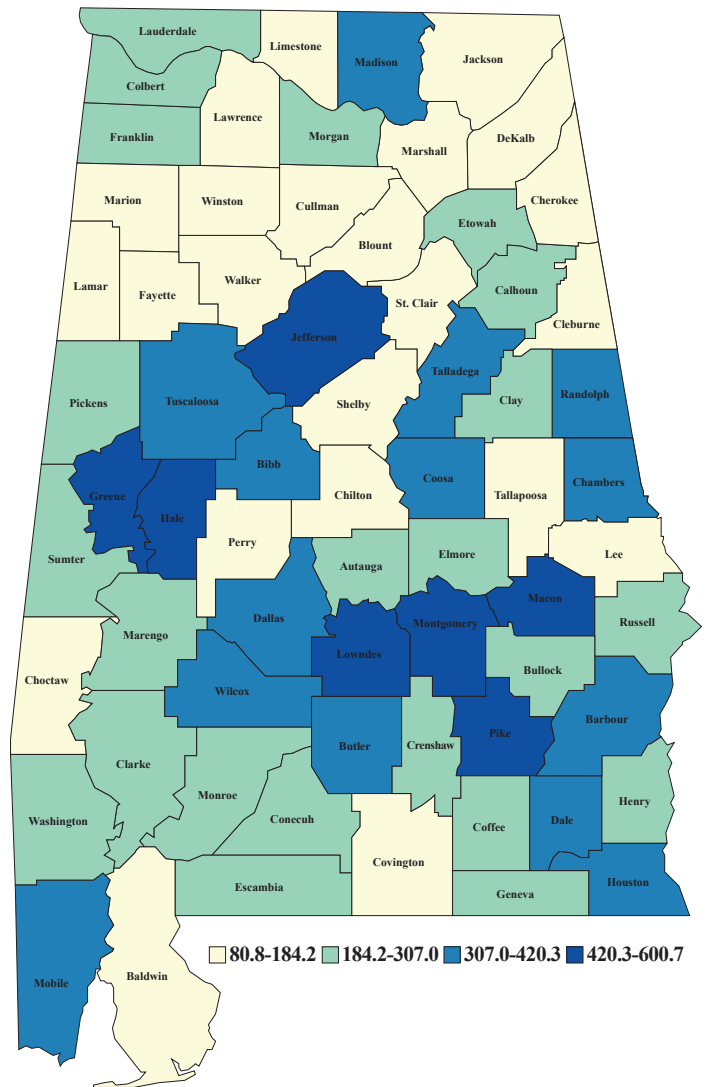 Lauderdale
Limestone
Madison
Jackson
Colbert
Lawrence
Franklin
Morgan
DeKalb
Marshall
Marion
Winston
Cullman
Cherokee
Etowah
Blount
Lamar
Fayette
Walker
St. Clair
Calhoun
Cleburne
Jefferson
Talladega
Pickens
Tuscaloosa
Shelby
Clay
Randolph
Bibb
Coosa
Chambers
Greene
Hale
Chilton
Tallapoosa
Perry
Lee
Sumter
Autauga
Elmore
Macon
Marengo
Dallas
Montgomery
Russell
Lowndes
Choctaw
Bullock
Wilcox
Barbour
Pike
Butler
Crenshaw
Clarke
Monroe
Henry
Washington
Conecuh
Coffee
Dale
Covington
Escambia
Geneva
Houston
80.8-184.2 184.2-307.0 307.0-420.3 420.3-600.7
Mobile
Baldwin